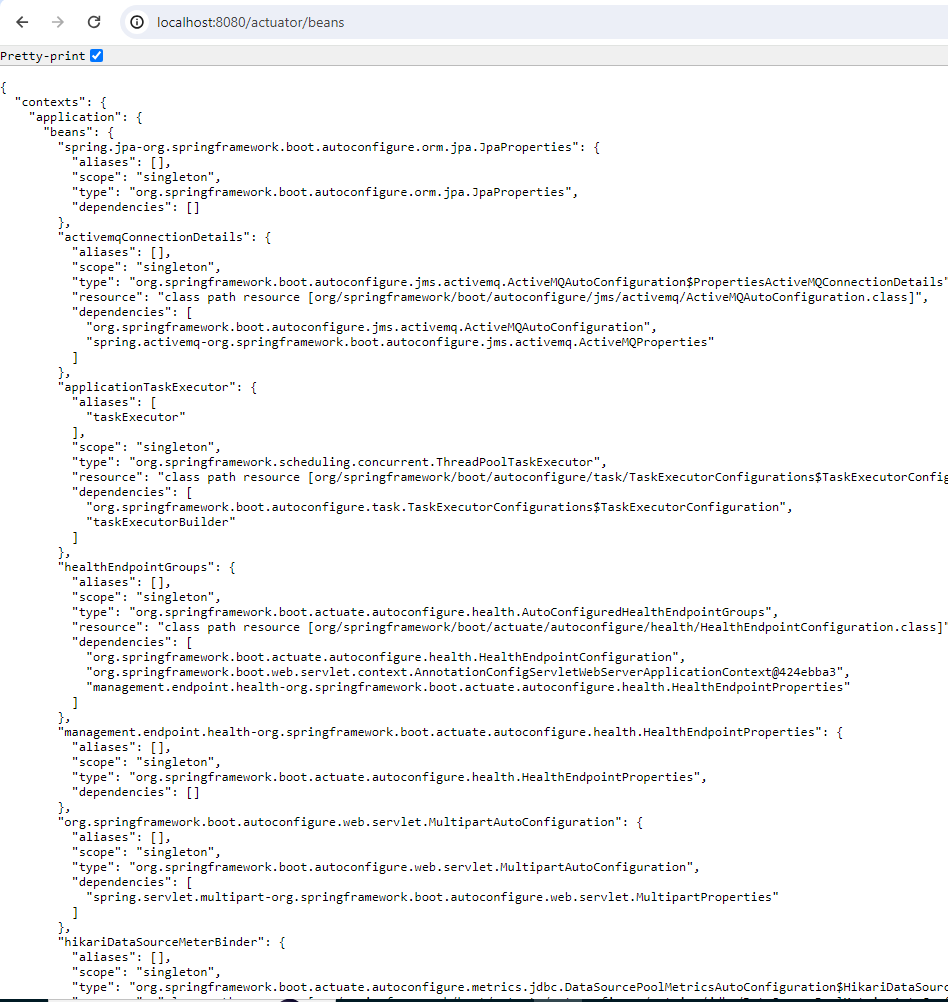 localhost:8080/actuator/beans
Pretty-print
{
  "contexts": {
    "application": {
      "beans": {
        "spring.jpa-org.springframework.boot.autoconfigure.orm.jpa.JpaProperties": {
          "aliases": [],
          "scope": "singleton",
          "type": "org.springframework.boot.autoconfigure.orm.jpa.JpaProperties",
          "dependencies": []
        },
        "activemqConnectionDetails": {
          "aliases": [],
          "scope": "singleton",
          "type": "org.springframework.boot.autoconfigure.jms.activemq.ActiveMQAutoConfiguration$PropertiesActiveMQConnectionDetails"
          "resource": "class path resource [org/springframework/boot/autoconfigure/jms/activemq/ActiveMQAutoConfiguration.class]",
          "dependencies": [
            "org.springframework.boot.autoconfigure.jms.activemq.ActiveMQAutoConfiguration",
            "spring.activemq-org.springframework.boot.autoconfigure.jms.activemq.ActiveMQProperties"
          ]
        },
        "applicationTaskExecutor": {
          "aliases": [
            "taskExecutor"
          ],
          "scope": "singleton",
          "type": "org.springframework.scheduling.concurrent.ThreadPoolTaskExecutor",
          "resource": "class path resource [org/springframework/boot/autoconfigure/task/TaskExecutorConfigurations$TaskExecutorConfig
          "dependencies": [
            "org.springframework.boot.autoconfigure.task.TaskExecutorConfigurations$TaskExecutorConfiguration",
            "taskExecutorBuilder"
          ]
        },
        "healthEndpointGroups": {
          "aliases": [],
          "scope": "singleton",
          "type": "org.springframework.boot.actuate.autoconfigure.health.AutoConfiguredHealthEndpointGroups",
          "resource": "class path resource [org/springframework/boot/actuate/autoconfigure/health/HealthEndpointConfiguration.class]"
          "dependencies": [
            "org.springframework.boot.actuate.autoconfigure.health.HealthEndpointConfiguration",
            "org.springframework.boot.web.servlet.context.AnnotationConfigServletWebServerApplicationContext@424ebba3",
            "management.endpoint.health-org.springframework.boot.actuate.autoconfigure.health.HealthEndpointProperties"
          ]
        },
        "management.endpoint.health-org.springframework.boot.actuate.autoconfigure.health.HealthEndpointProperties": {
          "aliases": [],
          "scope": "singleton",
          "type": "org.springframework.boot.actuate.autoconfigure.health.HealthEndpointProperties",
          "dependencies": []
        },
        "org.springframework.boot.autoconfigure.web.servlet.MultipartAutoConfiguration": {
          "aliases": [],
          "scope": "singleton",
          "type": "org.springframework.boot.autoconfigure.web.servlet.MultipartAutoConfiguration",
          "dependencies": [
            "spring.servlet.multipart-org.springframework.boot.autoconfigure.web.servlet.MultipartProperties"
          ]
        },
        "hikariDataSourceMeterBinder": {
          "aliases": [],
          "scope": "singleton",
          "type": "org.springframework.boot.actuate.autoconfigure.metrics.jdbc.DataSourcePoolMetricsAutoConfiguration$HikariDataSourc